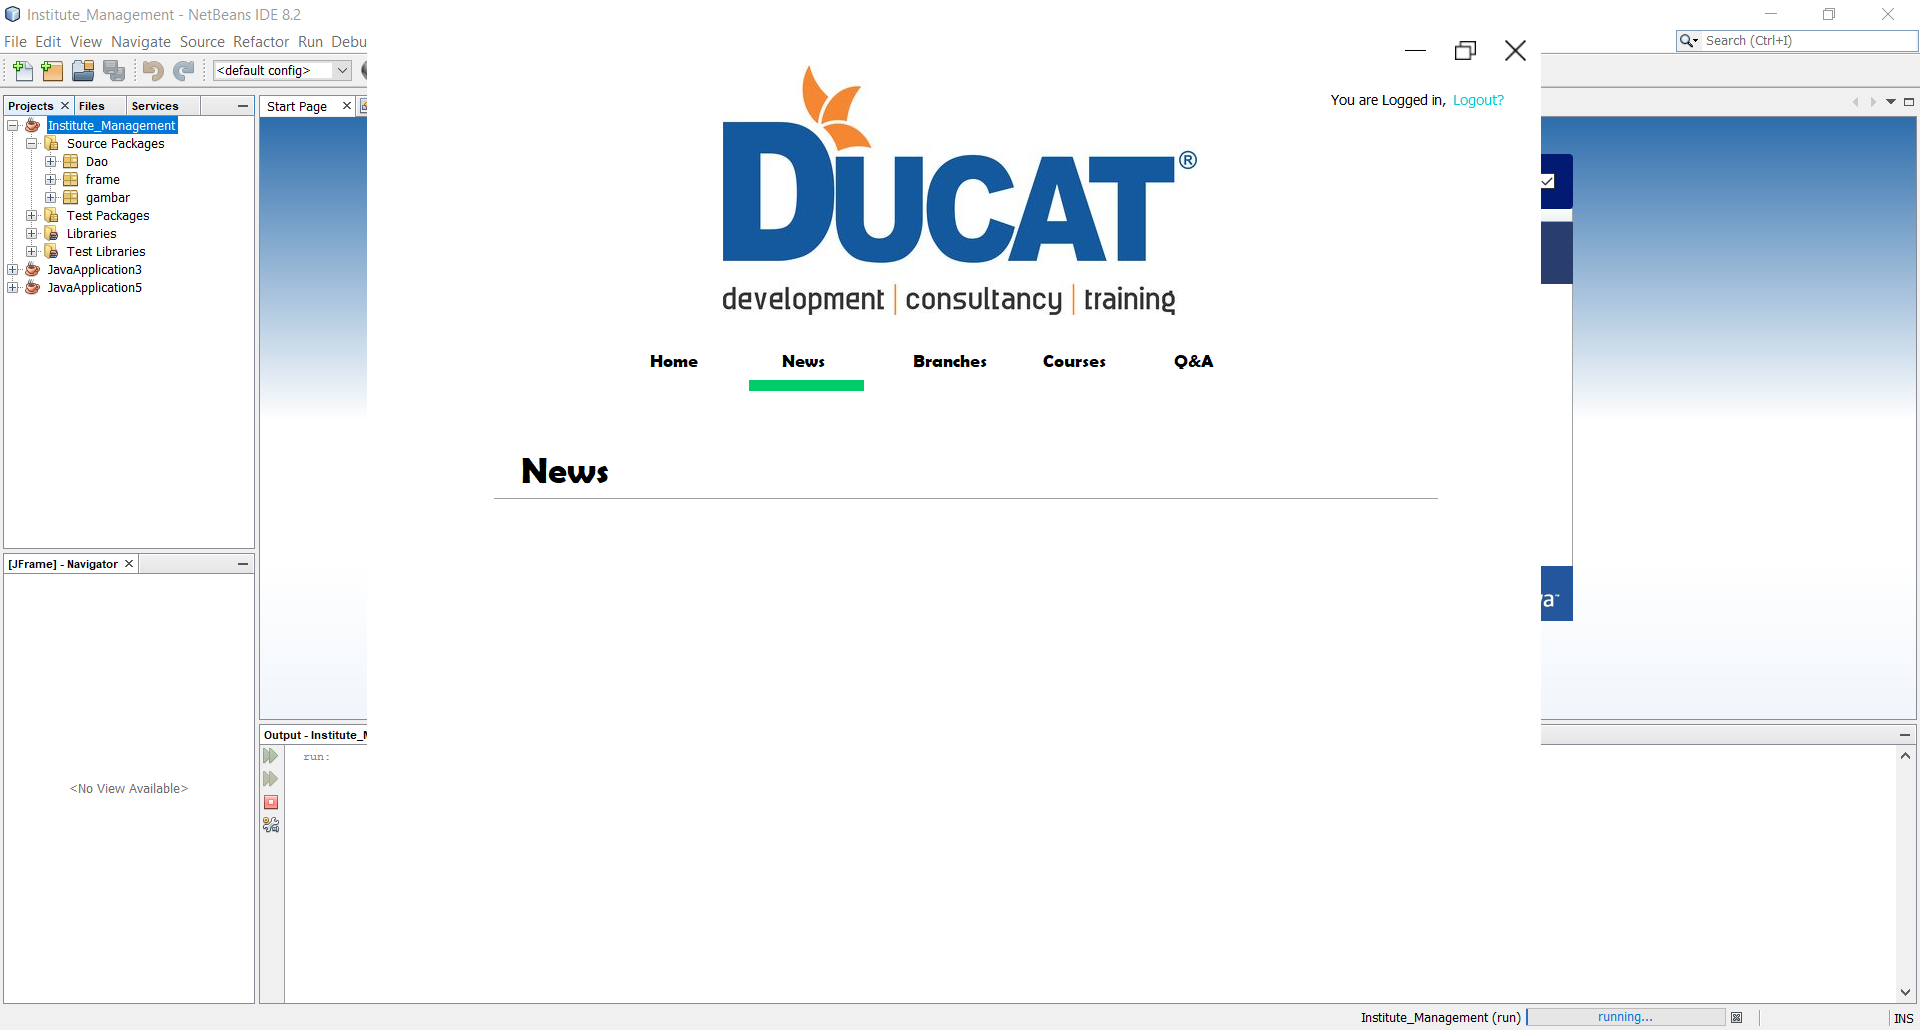 Institute_Management - NetBeans IDE 8.2
File Edit View Navigate Source Refactor Run Debu
Search (Ctrl+I)
<default config>
Projects Files Services
Start Page
Institute_Management
Source Packages
Dao
frame
gambar
Test Packages
Libraries
Test Libraries
JavaApplication3
JavaApplication5
[JFrame] - Navigator
<No View Available>
You are Logged in, Logout?
DUCAT®
development | consultancy | training
Home News Branches Courses Q&A
News
va™
Output - Institute_M
run:
Institute_Management (run) running... INS